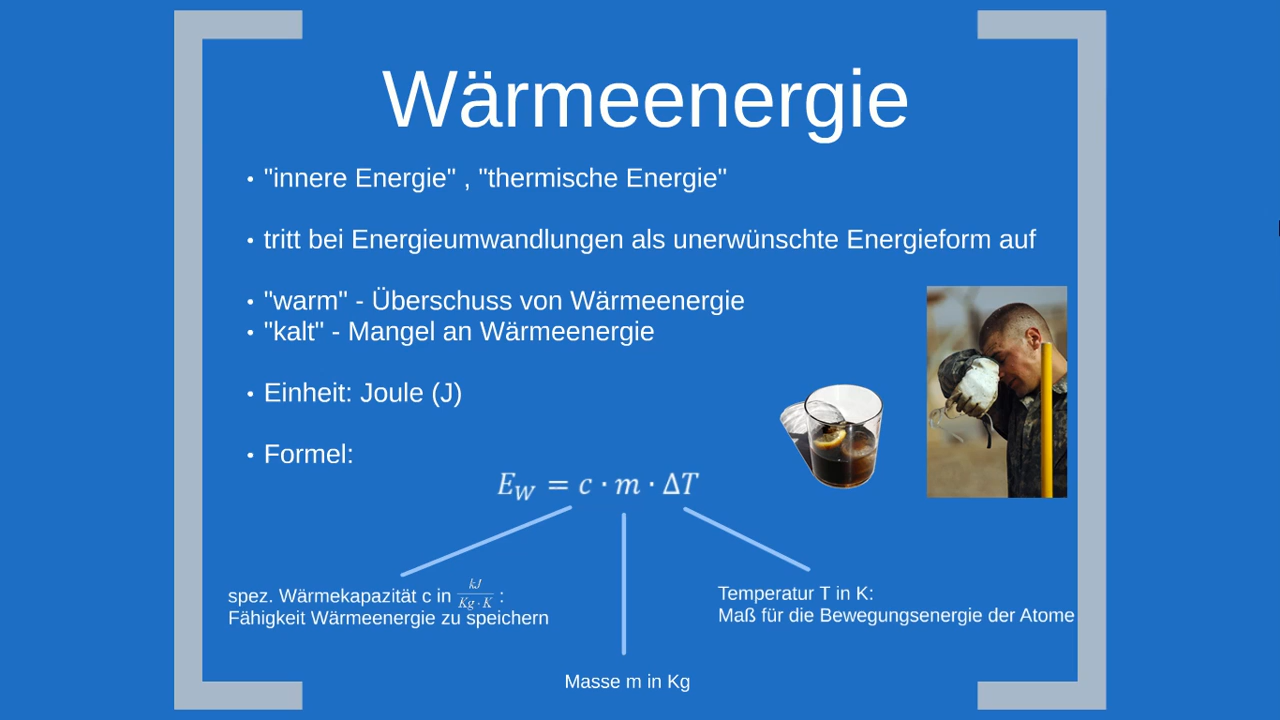 Wärmeenergie
• "innere Energie" , "thermische Energie"
• tritt bei Energieumwandlungen als unerwünschte Energieform auf
• "warm" - Überschuss von Wärmeenergie
• "kalt" - Mangel an Wärmeenergie
• Einheit: Joule (J)
• Formel:
E_W = c · m · ΔT
spez. Wärmekapazität c in kJ/Kg · K :
Fähigkeit Wärmeenergie zu speichern
Temperatur T in K:
Maß für die Bewegungsenergie der Atome
Masse m in Kg